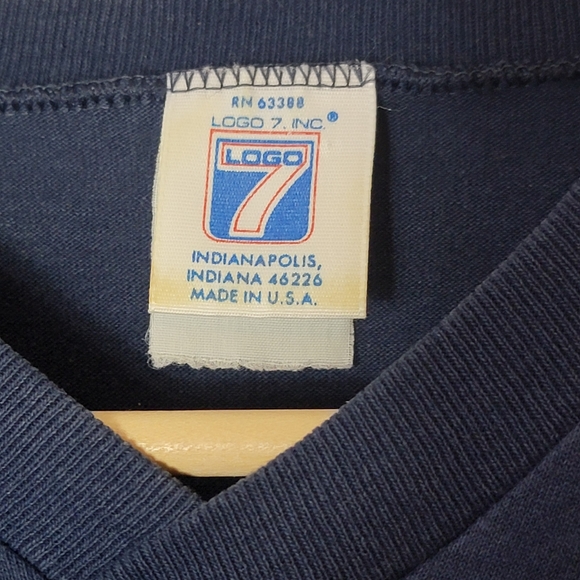 RN 63388
LOGO 7, INC.®
LOGO
7
INDIANAPOLIS,
INDIANA 46226
MADE IN U.S.A.